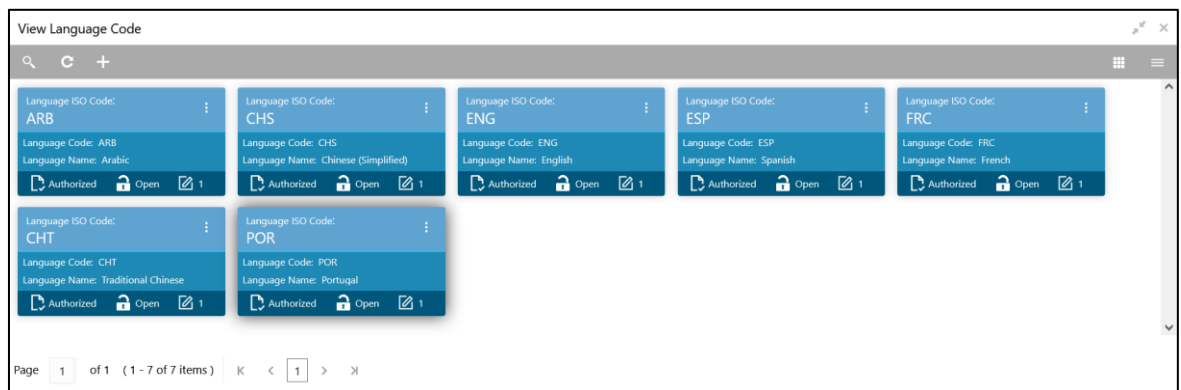 View Language Code
Language ISO Code:
ARB
Language Code: ARB
Language Name: Arabic
Authorized Open 1
Language ISO Code:
CHS
Language Code: CHS
Language Name: Chinese (Simplified)
Authorized Open 1
Language ISO Code:
ENG
Language Code: ENG
Language Name: English
Authorized Open 1
Language ISO Code:
ESP
Language Code: ESP
Language Name: Spanish
Authorized Open 1
Language ISO Code:
FRC
Language Code: FRC
Language Name: French
Authorized Open 1
Language ISO Code:
CHT
Language Code: CHT
Language Name: Traditional Chinese
Authorized Open 1
Language ISO Code:
POR
Language Code: POR
Language Name: Portugal
Authorized Open 1
Page 1 of 1 ( 1 - 7 of 7 items ) 1